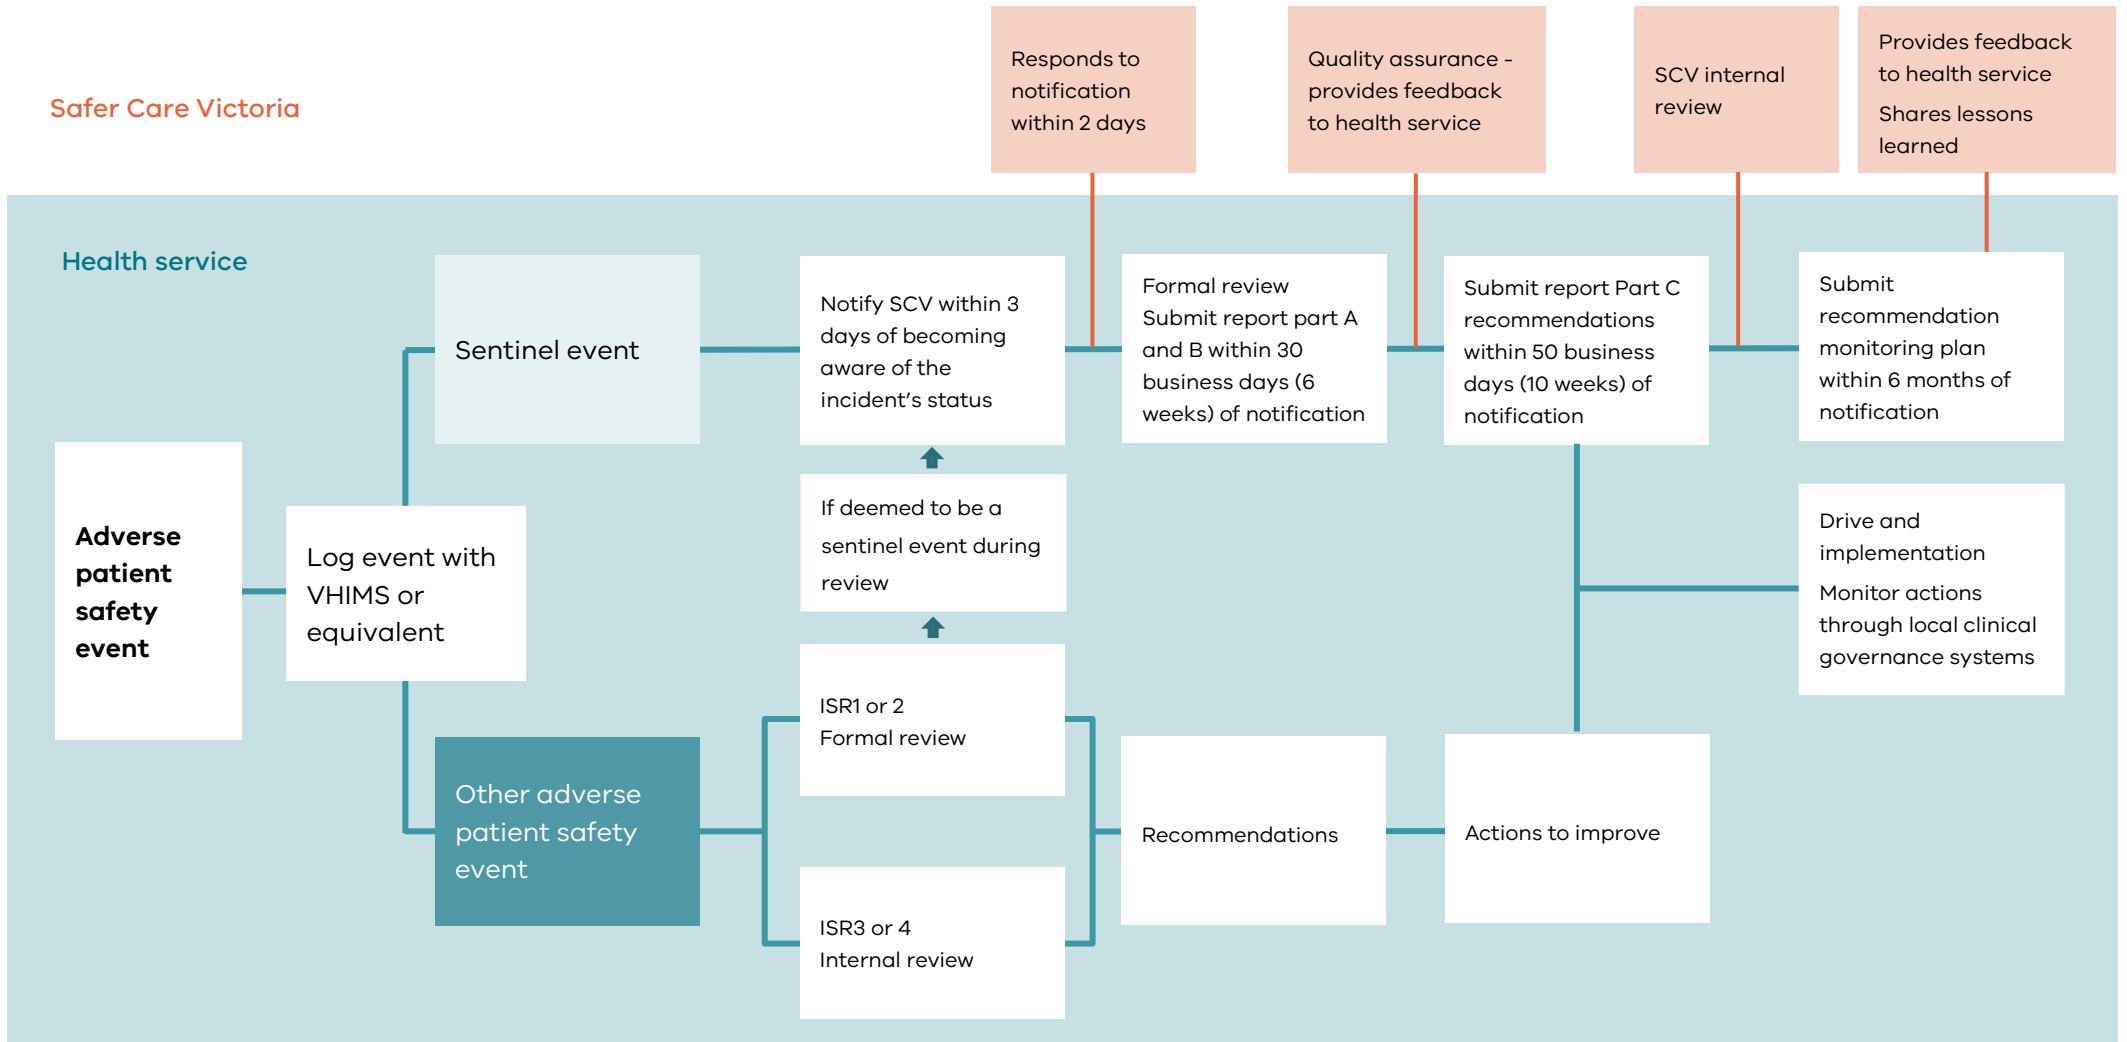 Safer Care Victoria
Responds to
notification
within 2 days
Quality assurance -
provides feedback
to health service
SCV internal
review
Provides feedback
to health service
Shares lessons
learned
Health service
Adverse
patient
safety
event
Log event with
VHIMS or
equivalent
Sentinel event
Notify SCV within 3
days of becoming
aware of the
incident's status
Formal review
Submit report part A
and B within 30
business days (6
weeks) of notification
Submit report Part C
recommendations
within 50 business
days (10 weeks) of
notification
Submit
recommendation
monitoring plan
within 6 months of
notification
If deemed to be a
sentinel event during
review
Drive and
implementation
Monitor actions
through local clinical
governance systems
Other adverse
patient safety
event
ISR1 or 2
Formal review
ISR3 or 4
Internal review
Recommendations
Actions to improve